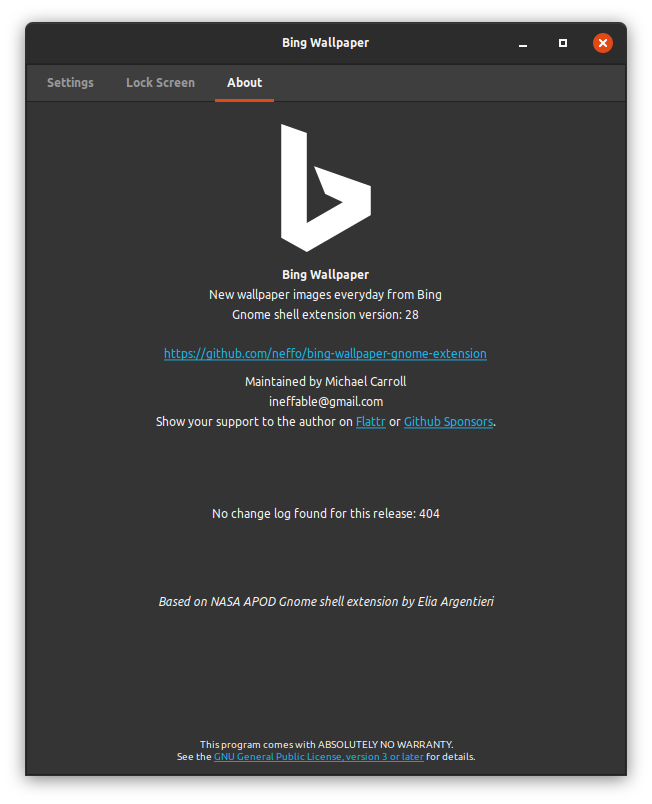 Bing Wallpaper
Settings Lock Screen About
Bing Wallpaper
New wallpaper images everyday from Bing
Gnome shell extension version: 28
https://github.com/neffo/bing-wallpaper-gnome-extension
Maintained by Michael Carroll
ineffable@gmail.com
Show your support to the author on Flattr or Github Sponsors.
No change log found for this release: 404
Based on NASA APOD Gnome shell extension by Elia Argentieri
This program comes with ABSOLUTELY NO WARRANTY.
See the GNU General Public License, version 3 or later for details.